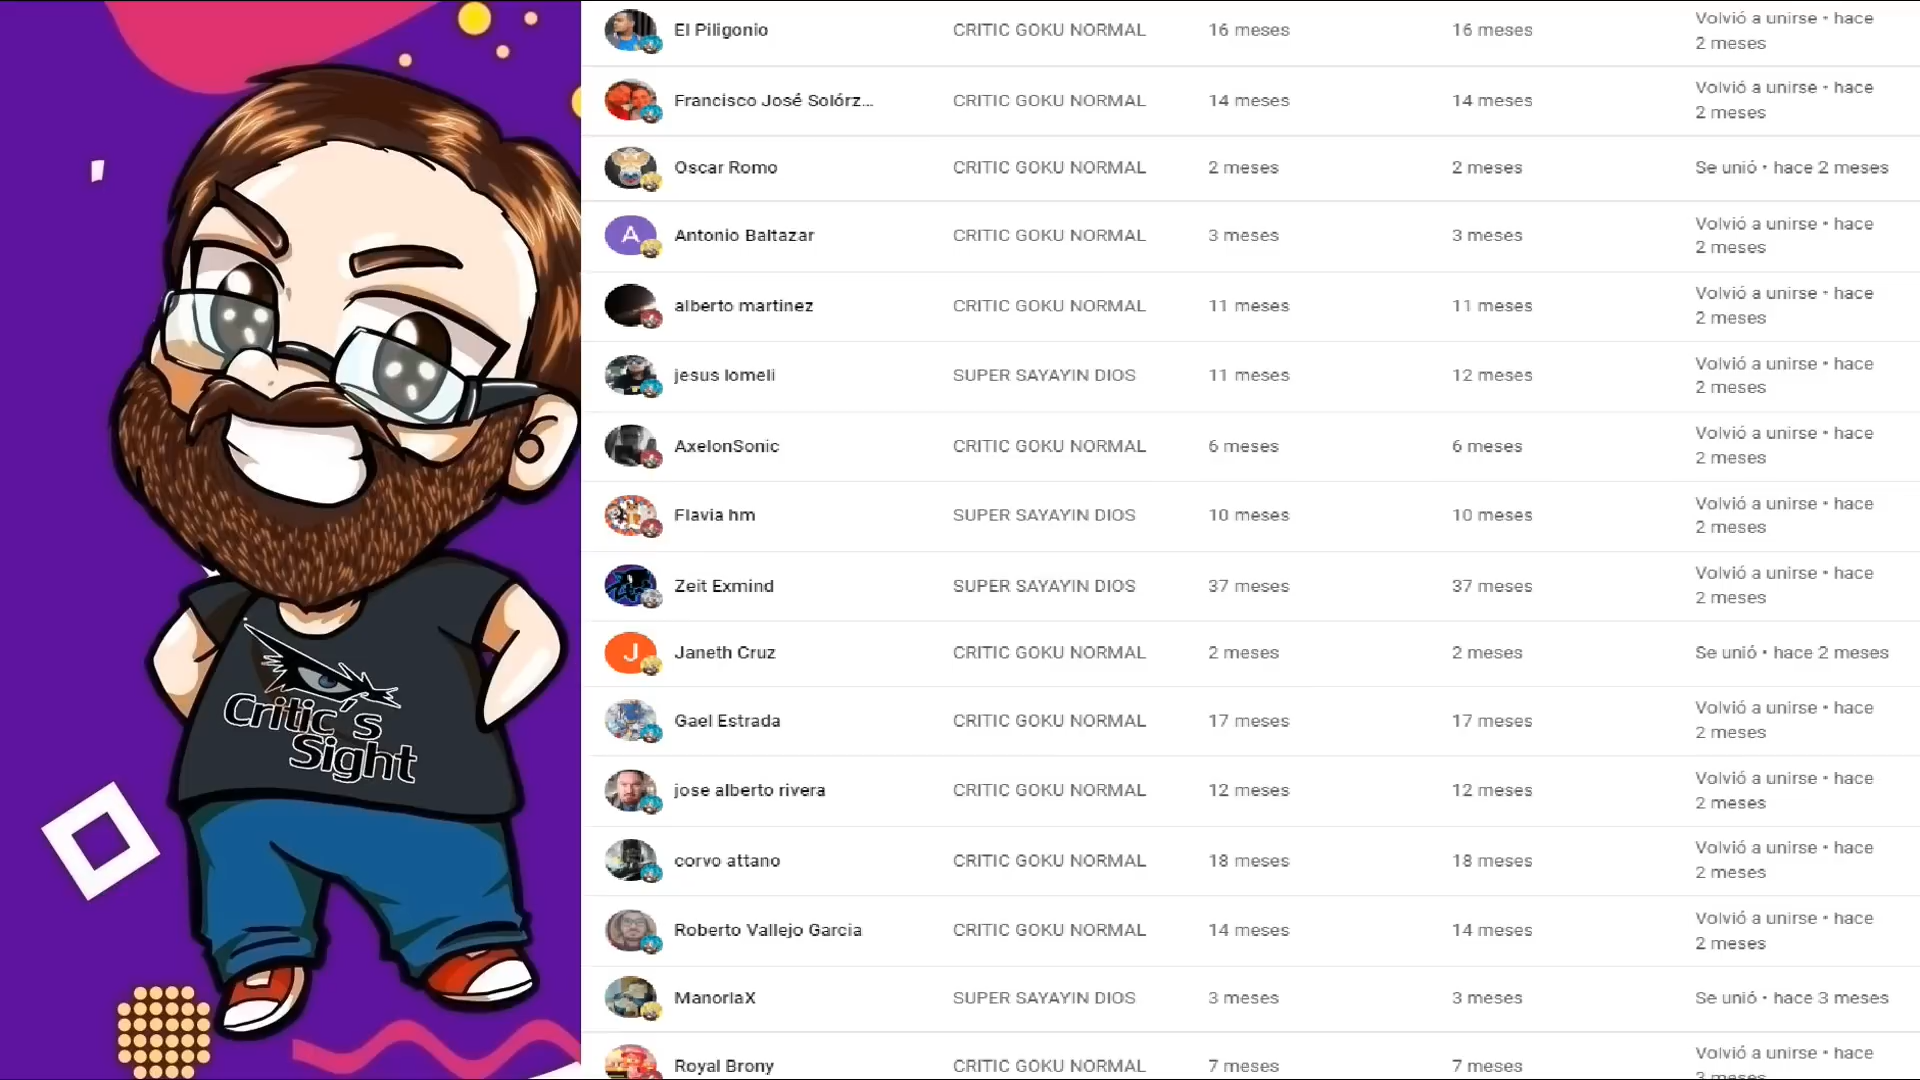 Critic's
Sight
El Piligonio CRITIC GOKU NORMAL 16 meses 16 meses Volvió a unirse • hace
2 meses
Francisco José Solórz... CRITIC GOKU NORMAL 14 meses 14 meses Volvió a unirse • hace
2 meses
Oscar Romo CRITIC GOKU NORMAL 2 meses 2 meses Se unió • hace 2 meses
A Antonio Baltazar CRITIC GOKU NORMAL 3 meses 3 meses Volvió a unirse • hace
2 meses
alberto martinez CRITIC GOKU NORMAL 11 meses 11 meses Volvió a unirse • hace
2 meses
jesus lomeli SUPER SAYAYIN DIOS 11 meses 12 meses Volvió a unirse • hace
2 meses
AxelonSonic CRITIC GOKU NORMAL 6 meses 6 meses Volvió a unirse • hace
2 meses
Flavia hm SUPER SAYAYIN DIOS 10 meses 10 meses Volvió a unirse • hace
2 meses
Zeit Exmind SUPER SAYAYIN DIOS 37 meses 37 meses Volvió a unirse • hace
2 meses
J Janeth Cruz CRITIC GOKU NORMAL 2 meses 2 meses Se unió • hace 2 meses
Gael Estrada CRITIC GOKU NORMAL 17 meses 17 meses Volvió a unirse • hace
2 meses
jose alberto rivera CRITIC GOKU NORMAL 12 meses 12 meses Volvió a unirse • hace
2 meses
corvo attano CRITIC GOKU NORMAL 18 meses 18 meses Volvió a unirse • hace
2 meses
Roberto Vallejo Garcia CRITIC GOKU NORMAL 14 meses 14 meses Volvió a unirse • hace
2 meses
ManorlaX SUPER SAYAYIN DIOS 3 meses 3 meses Se unió • hace 3 meses
Royal Brony CRITIC GOKU NORMAL 7 meses 7 meses Volvió a unirse • hace